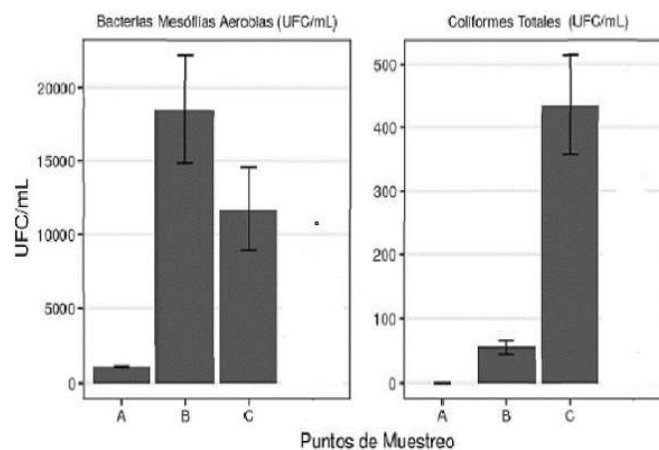 Bacterias Mesófilas Aerobias (UFC/mL)
Coliformes Totales (UFC/mL)
UFC/mL
20000
15000
10000
5000
0
500
400
300
200
100
0
A B C
A B C
Puntos de Muestreo